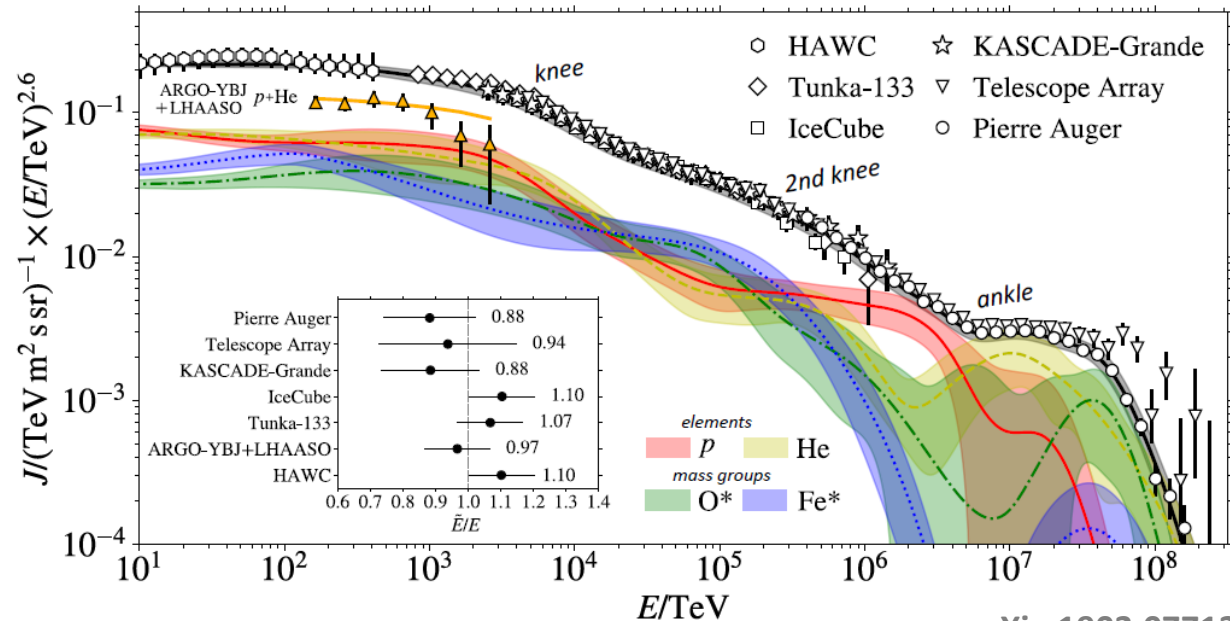 HAWC
KASCADE-Grande
Tunka-133
Telescope Array
IceCube
Pierre Auger
knee
2nd knee
ankle
ARGO-YBJ
+LHAASO
p+He
J/(TeV m² s sr)⁻¹ × (E/TeV)²·⁶
10⁻¹
10⁻²
10⁻³
10⁻⁴
Pierre Auger 0.88
Telescope Array 0.94
KASCADE-Grande 0.88
IceCube 1.10
Tunka-133 1.07
ARGO-YBJ+LHAASO 0.97
HAWC 1.10
0.6 0.7 0.8 0.9 1.0 1.1 1.2 1.3 1.4
Ẽ/E
elements
p He
mass groups
O* Fe*
10¹ 10² 10³ 10⁴ 10⁵ 10⁶ 10⁷ 10⁸
E/TeV